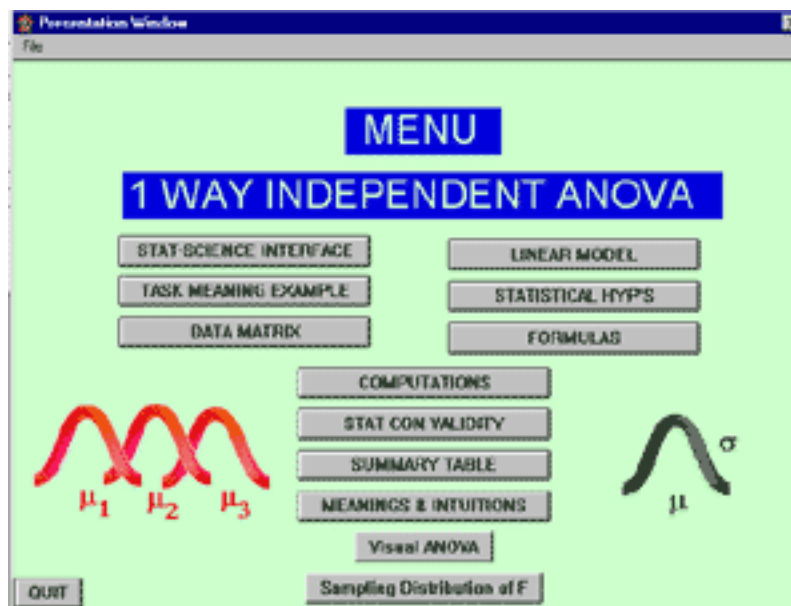 Presentation Window
File
MENU
1 WAY INDEPENDENT ANOVA
STAT-SCIENCE INTERFACE
LINEAR MODEL
TASK MEANING EXAMPLE
STATISTICAL HYP'S
DATA MATRIX
FORMULAS
COMPUTATIONS
STAT CON VALIDITY
SUMMARY TABLE
MEANINGS & INTUITIONS
σ
μ1 μ2 μ3
μ
Visual ANOVA
QUIT
Sampling Distribution of F